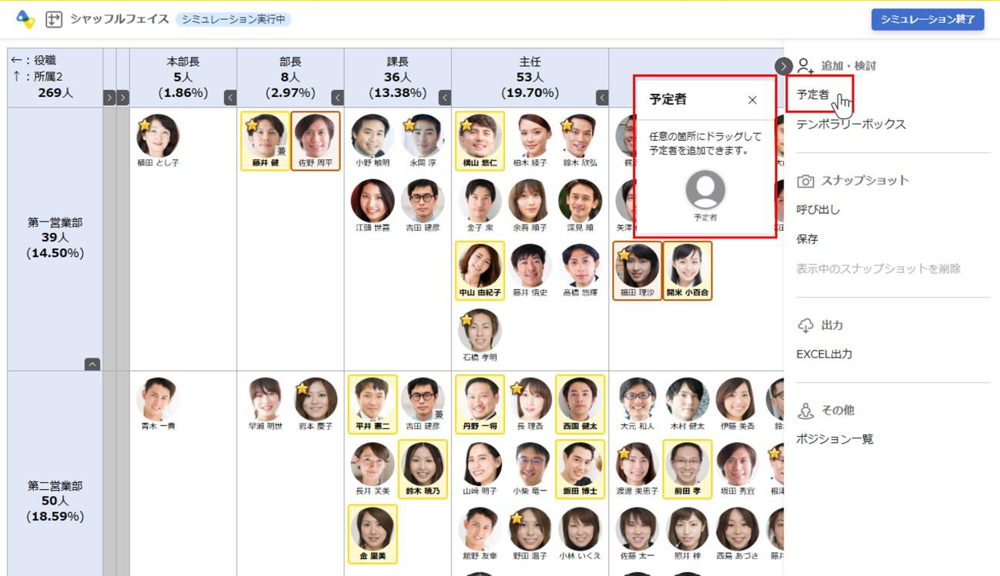 シャッフルフェイス シミュレーション実行中 シミュレーション終了
←：役職
↑：所属2
269人
本部長
5人
(1.86%)
部長
8人
(2.97%)
課長
36人
(13.38%)
主任
53人
(19.70%)
第一営業部
39人
(14.50%)
植田 とし子
兼
藤井 健 佐野 周平
小野 敏明 永岡 淳
横山 悠仁 柏木 綾子 鈴木 欣弘
江頭 世喜 吉田 建彦
金子 衆 余吾 順子 深見 順
中山 由紀子 藤井 悟史 高橋 悠輝
福田 理沙 開米 小百合
石橋 孝明
第二営業部
50人
(18.59%)
青木 一貴
早瀬 明世 岩本 慶子
兼
平井 憲二 吉田 建彦
丹野 一将 長 理香 西園 健太
大元 和人 木村 健太 伊藤 美香
長井 芙美 鈴木 暁乃
山崎 明子 小柴 竜一 飯田 博士
渡邊 美恵子 前田 孝 坂田 秀宜
金 里美
舘野 友幸 野田 温子 小林 いくえ
佐藤 太一 照井 梓 西島 あづさ
予定者
任意の箇所にドラッグして
予定者を追加できます。
予定者
追加・検討
予定者
テンポラリーボックス
スナップショット
呼び出し
保存
表示中のスナップショットを削除
出力
EXCEL出力
その他
ポジション一覧